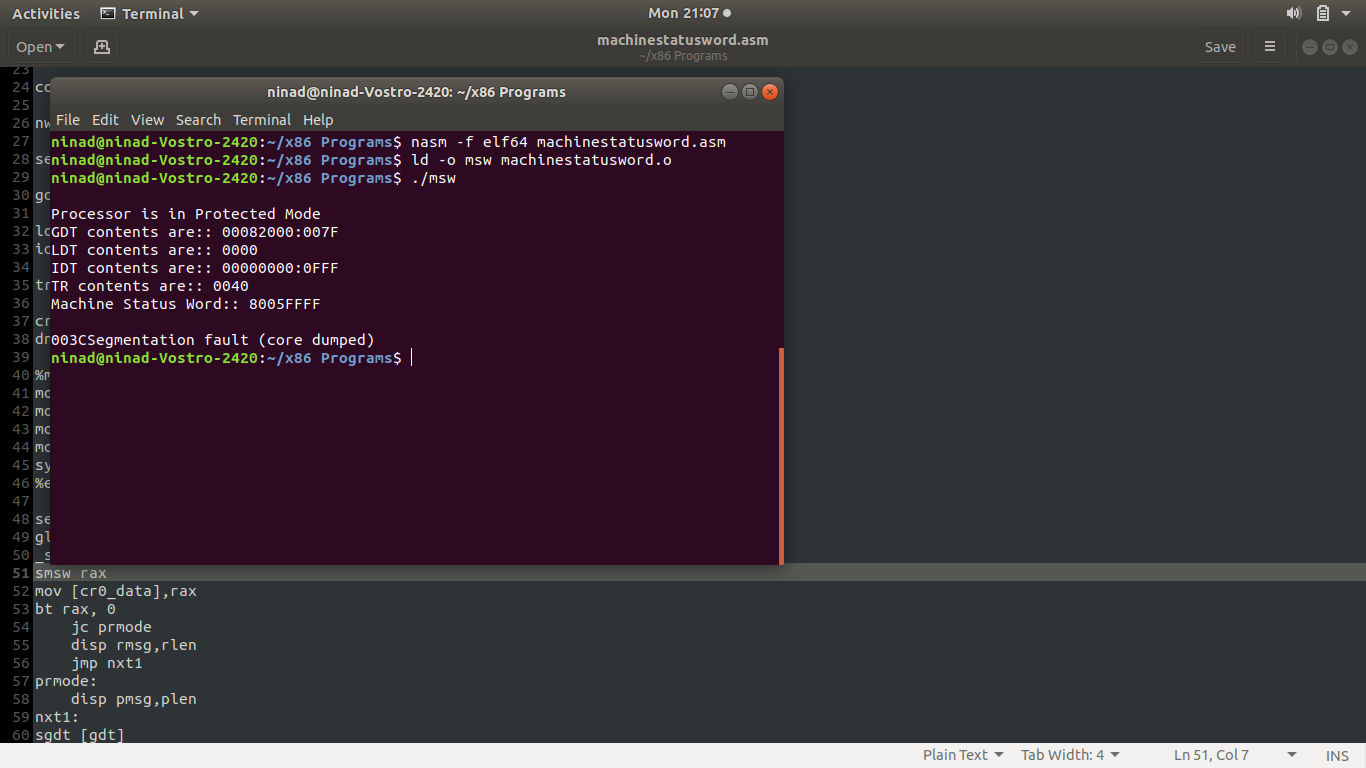 Activities Terminal Mon 21:07
Open machinestatusword.asm Save
~/x86 Programs
23
24 co
ninad@ninad-Vostro-2420: ~/x86 Programs
25
File Edit View Search Terminal Help
26 nw
27 ninad@ninad-Vostro-2420:~/x86 Programs$ nasm -f elf64 machinestatusword.asm
28 se ninad@ninad-Vostro-2420:~/x86 Programs$ ld -o msw machinestatusword.o
29 ninad@ninad-Vostro-2420:~/x86 Programs$ ./msw
30 go
31 Processor is in Protected Mode
32 GDT contents are:: 00082000:007F
33 LDT contents are:: 0000
34 IDT contents are:: 00000000:0FFF
35 TR contents are:: 0040
36 Machine Status Word:: 8005FFFF
37 cr
38 003CSegmentation fault (core dumped)
39 ninad@ninad-Vostro-2420:~/x86 Programs$
40 %m
41 mo
42 mo
43 mo
44 mo
45 sy
46 %e
47
48 se
49 gl
50 _s
51 smsw rax
52 mov [cr0_data],rax
53 bt rax, 0
54 jc prmode
55 disp rmsg,rlen
56 jmp nxt1
57 prmode:
58 disp pmsg,plen
59 nxt1:
60 sgdt [gdt]
Plain Text Tab Width: 4 Ln 51, Col 7 INS